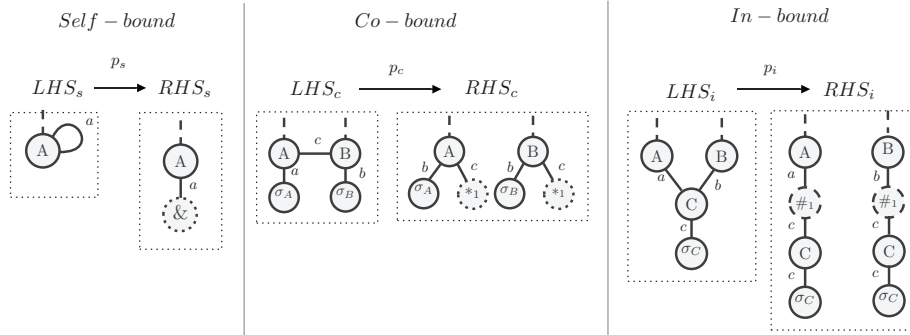 Self − bound
p_s
LHS_s RHS_s
A a
A
a
&
Co − bound
p_c
LHS_c RHS_c
A c B
a b
σ_A σ_B
A B
b c b c
σ_A *_1 σ_B *_1
In − bound
p_i
LHS_i RHS_i
A B
a b
C
c
σ_C
A B
a b
#_1 #_1
c c
C C
c c
σ_C σ_C